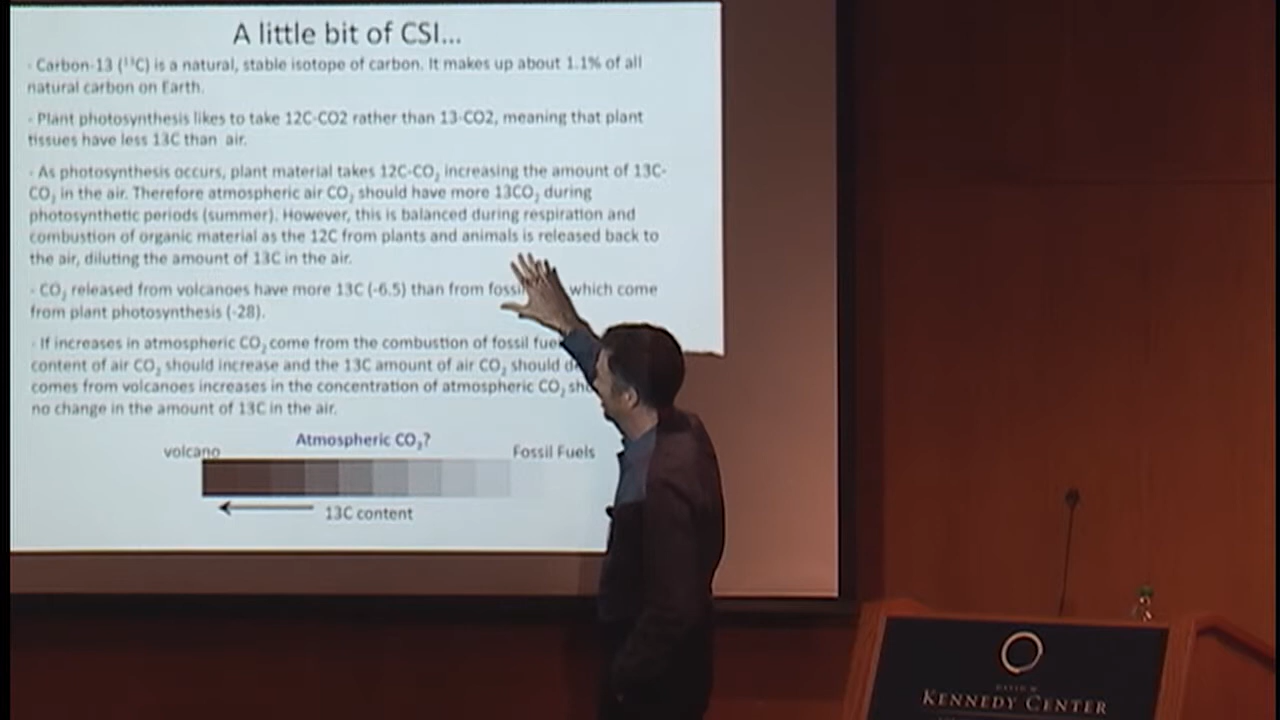 A little bit of CSI...
- Carbon-13 (¹³C) is a natural, stable isotope of carbon. It makes up about 1.1% of all
natural carbon on Earth.
- Plant photosynthesis likes to take 12C-CO2 rather than 13-CO2, meaning that plant
tissues have less 13C than air.
- As photosynthesis occurs, plant material takes 12C-CO₂ increasing the amount of 13C-
CO₂ in the air. Therefore atmospheric air CO₂ should have more 13CO₂ during
photosynthetic periods (summer). However, this is balanced during respiration and
combustion of organic material as the 12C from plants and animals is released back to
the air, diluting the amount of 13C in the air.
- CO₂ released from volcanoes have more 13C (-6.5) than from which come
from plant photosynthesis (-28).
- If increases in atmospheric CO₂ come from the combustion of fossil
content of air CO₂ should increase and the 13C amount of air CO₂ should
comes from volcanoes increases in the concentration of atmospheric CO₂
no change in the amount of 13C in the air.
Atmospheric CO₂?
volcano Fossil Fuels
13C content
DAVID M.
KENNEDY CENTER